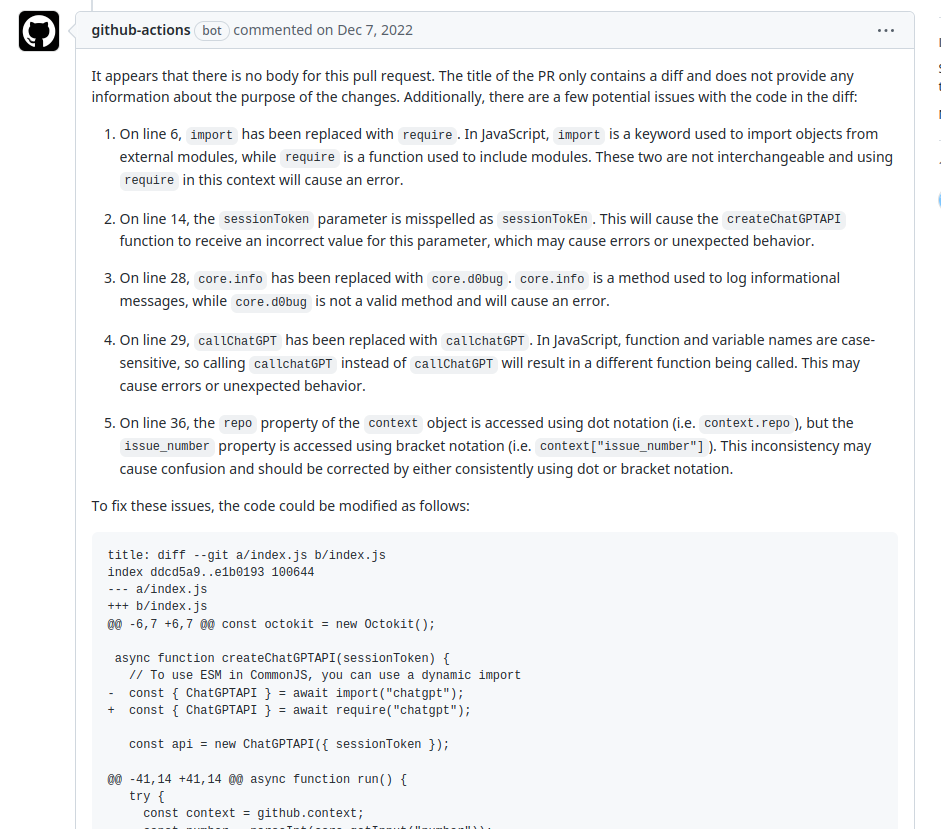 github-actions bot commented on Dec 7, 2022 ...
It appears that there is no body for this pull request. The title of the PR only contains a diff and does not provide any
information about the purpose of the changes. Additionally, there are a few potential issues with the code in the diff:
1. On line 6, import has been replaced with require. In JavaScript, import is a keyword used to import objects from
external modules, while require is a function used to include modules. These two are not interchangeable and using
require in this context will cause an error.
2. On line 14, the sessionToken parameter is misspelled as sessionTokEn. This will cause the createChatGPTAPI
function to receive an incorrect value for this parameter, which may cause errors or unexpected behavior.
3. On line 28, core.info has been replaced with core.d0bug. core.info is a method used to log informational
messages, while core.d0bug is not a valid method and will cause an error.
4. On line 29, callChatGPT has been replaced with callchatGPT. In JavaScript, function and variable names are case-
sensitive, so calling callchatGPT instead of callChatGPT will result in a different function being called. This may
cause errors or unexpected behavior.
5. On line 36, the repo property of the context object is accessed using dot notation (i.e. context.repo), but the
issue_number property is accessed using bracket notation (i.e. context["issue_number"]). This inconsistency may
cause confusion and should be corrected by either consistently using dot or bracket notation.
To fix these issues, the code could be modified as follows:
title: diff --git a/index.js b/index.js
index ddcd5a9..e1b0193 100644
--- a/index.js
+++ b/index.js
@@ -6,7 +6,7 @@ const octokit = new Octokit();
async function createChatGPTAPI(sessionToken) {
// To use ESM in CommonJS, you can use a dynamic import
- const { ChatGPTAPI } = await import("chatgpt");
+ const { ChatGPTAPI } = await require("chatgpt");
const api = new ChatGPTAPI({ sessionToken });
@@ -41,14 +41,14 @@ async function run() {
try {
const context = github.context;
const number = parseInt(core.getInput("number"));